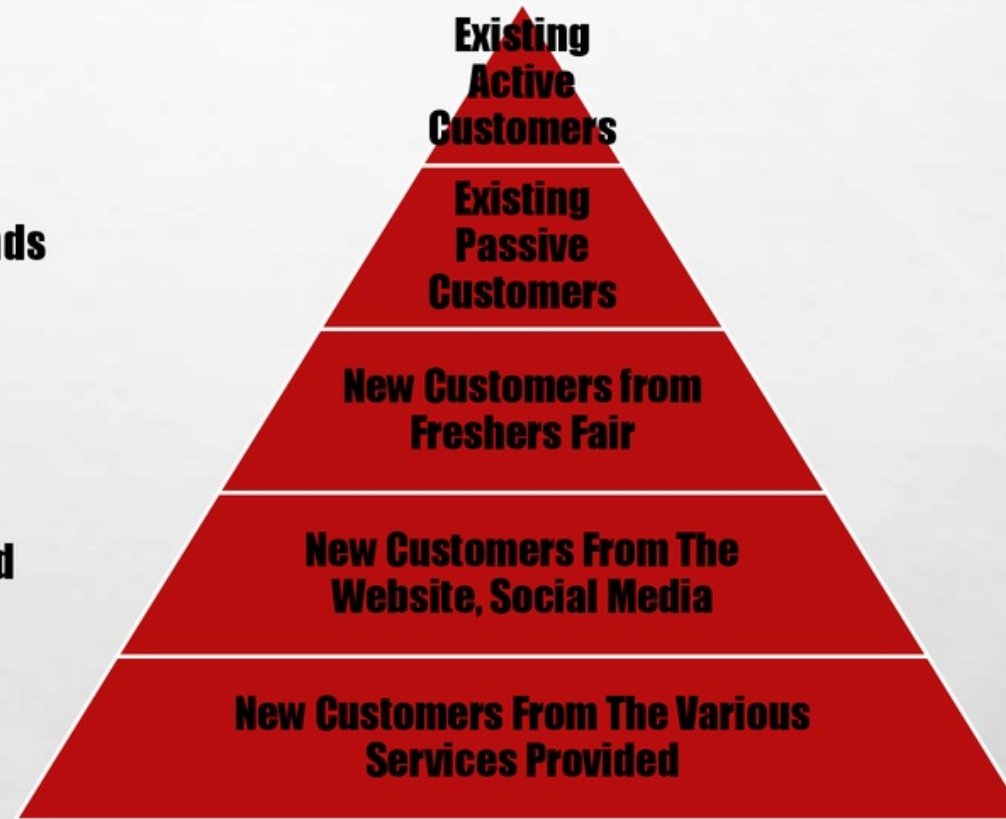 Existing
Active
Customers
Existing
Passive
Customers
New Customers from
Freshers Fair
New Customers From The
Website, Social Media
New Customers From The Various
Services Provided